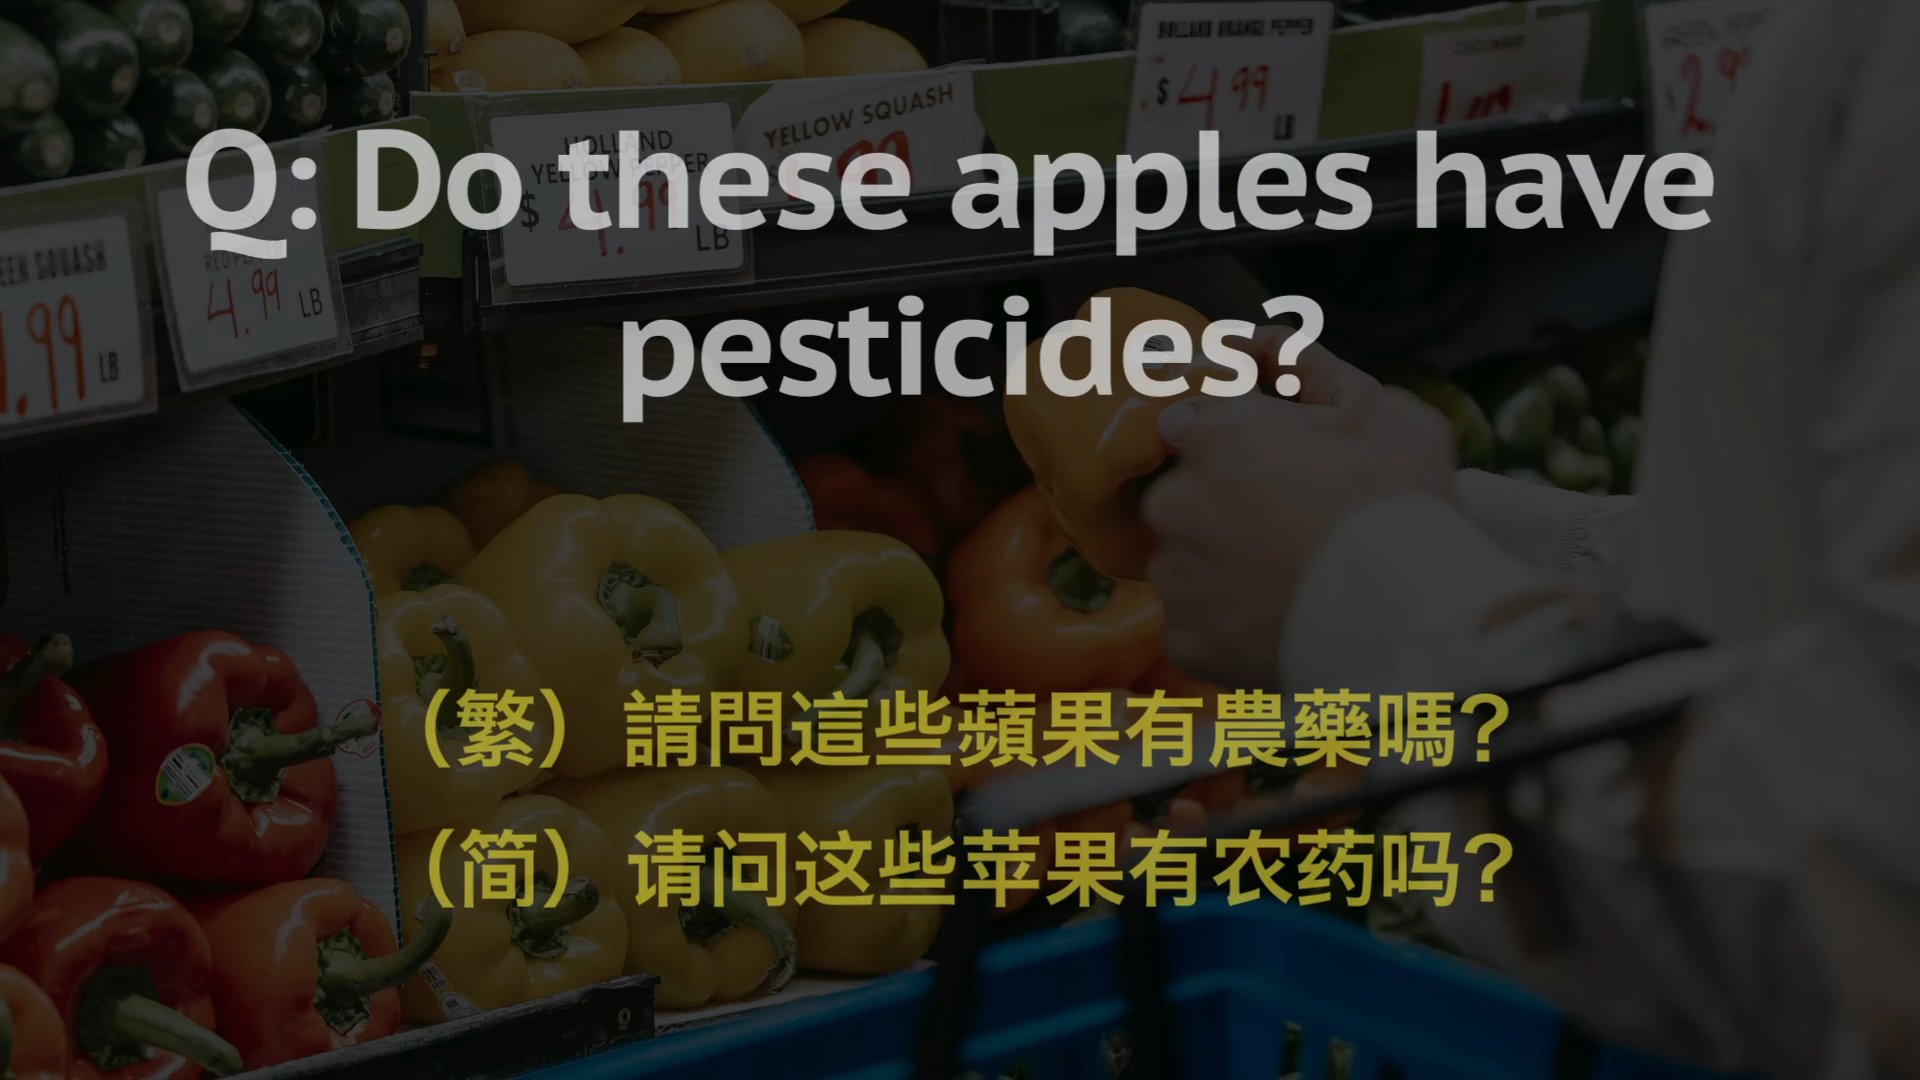 HOLLAND ORANGE PEPPER
$ 4.99
LB
YELLOW SQUASH
HOLLAND
YELLOW PEPPER
$ 4.99
LB
RED PEPPER
4.99 LB
SQUASH
.99 LB
2.9
Q: Do these apples have
pesticides?
（繁）請問這些蘋果有農藥嗎？
（简）请问这些苹果有农药吗？